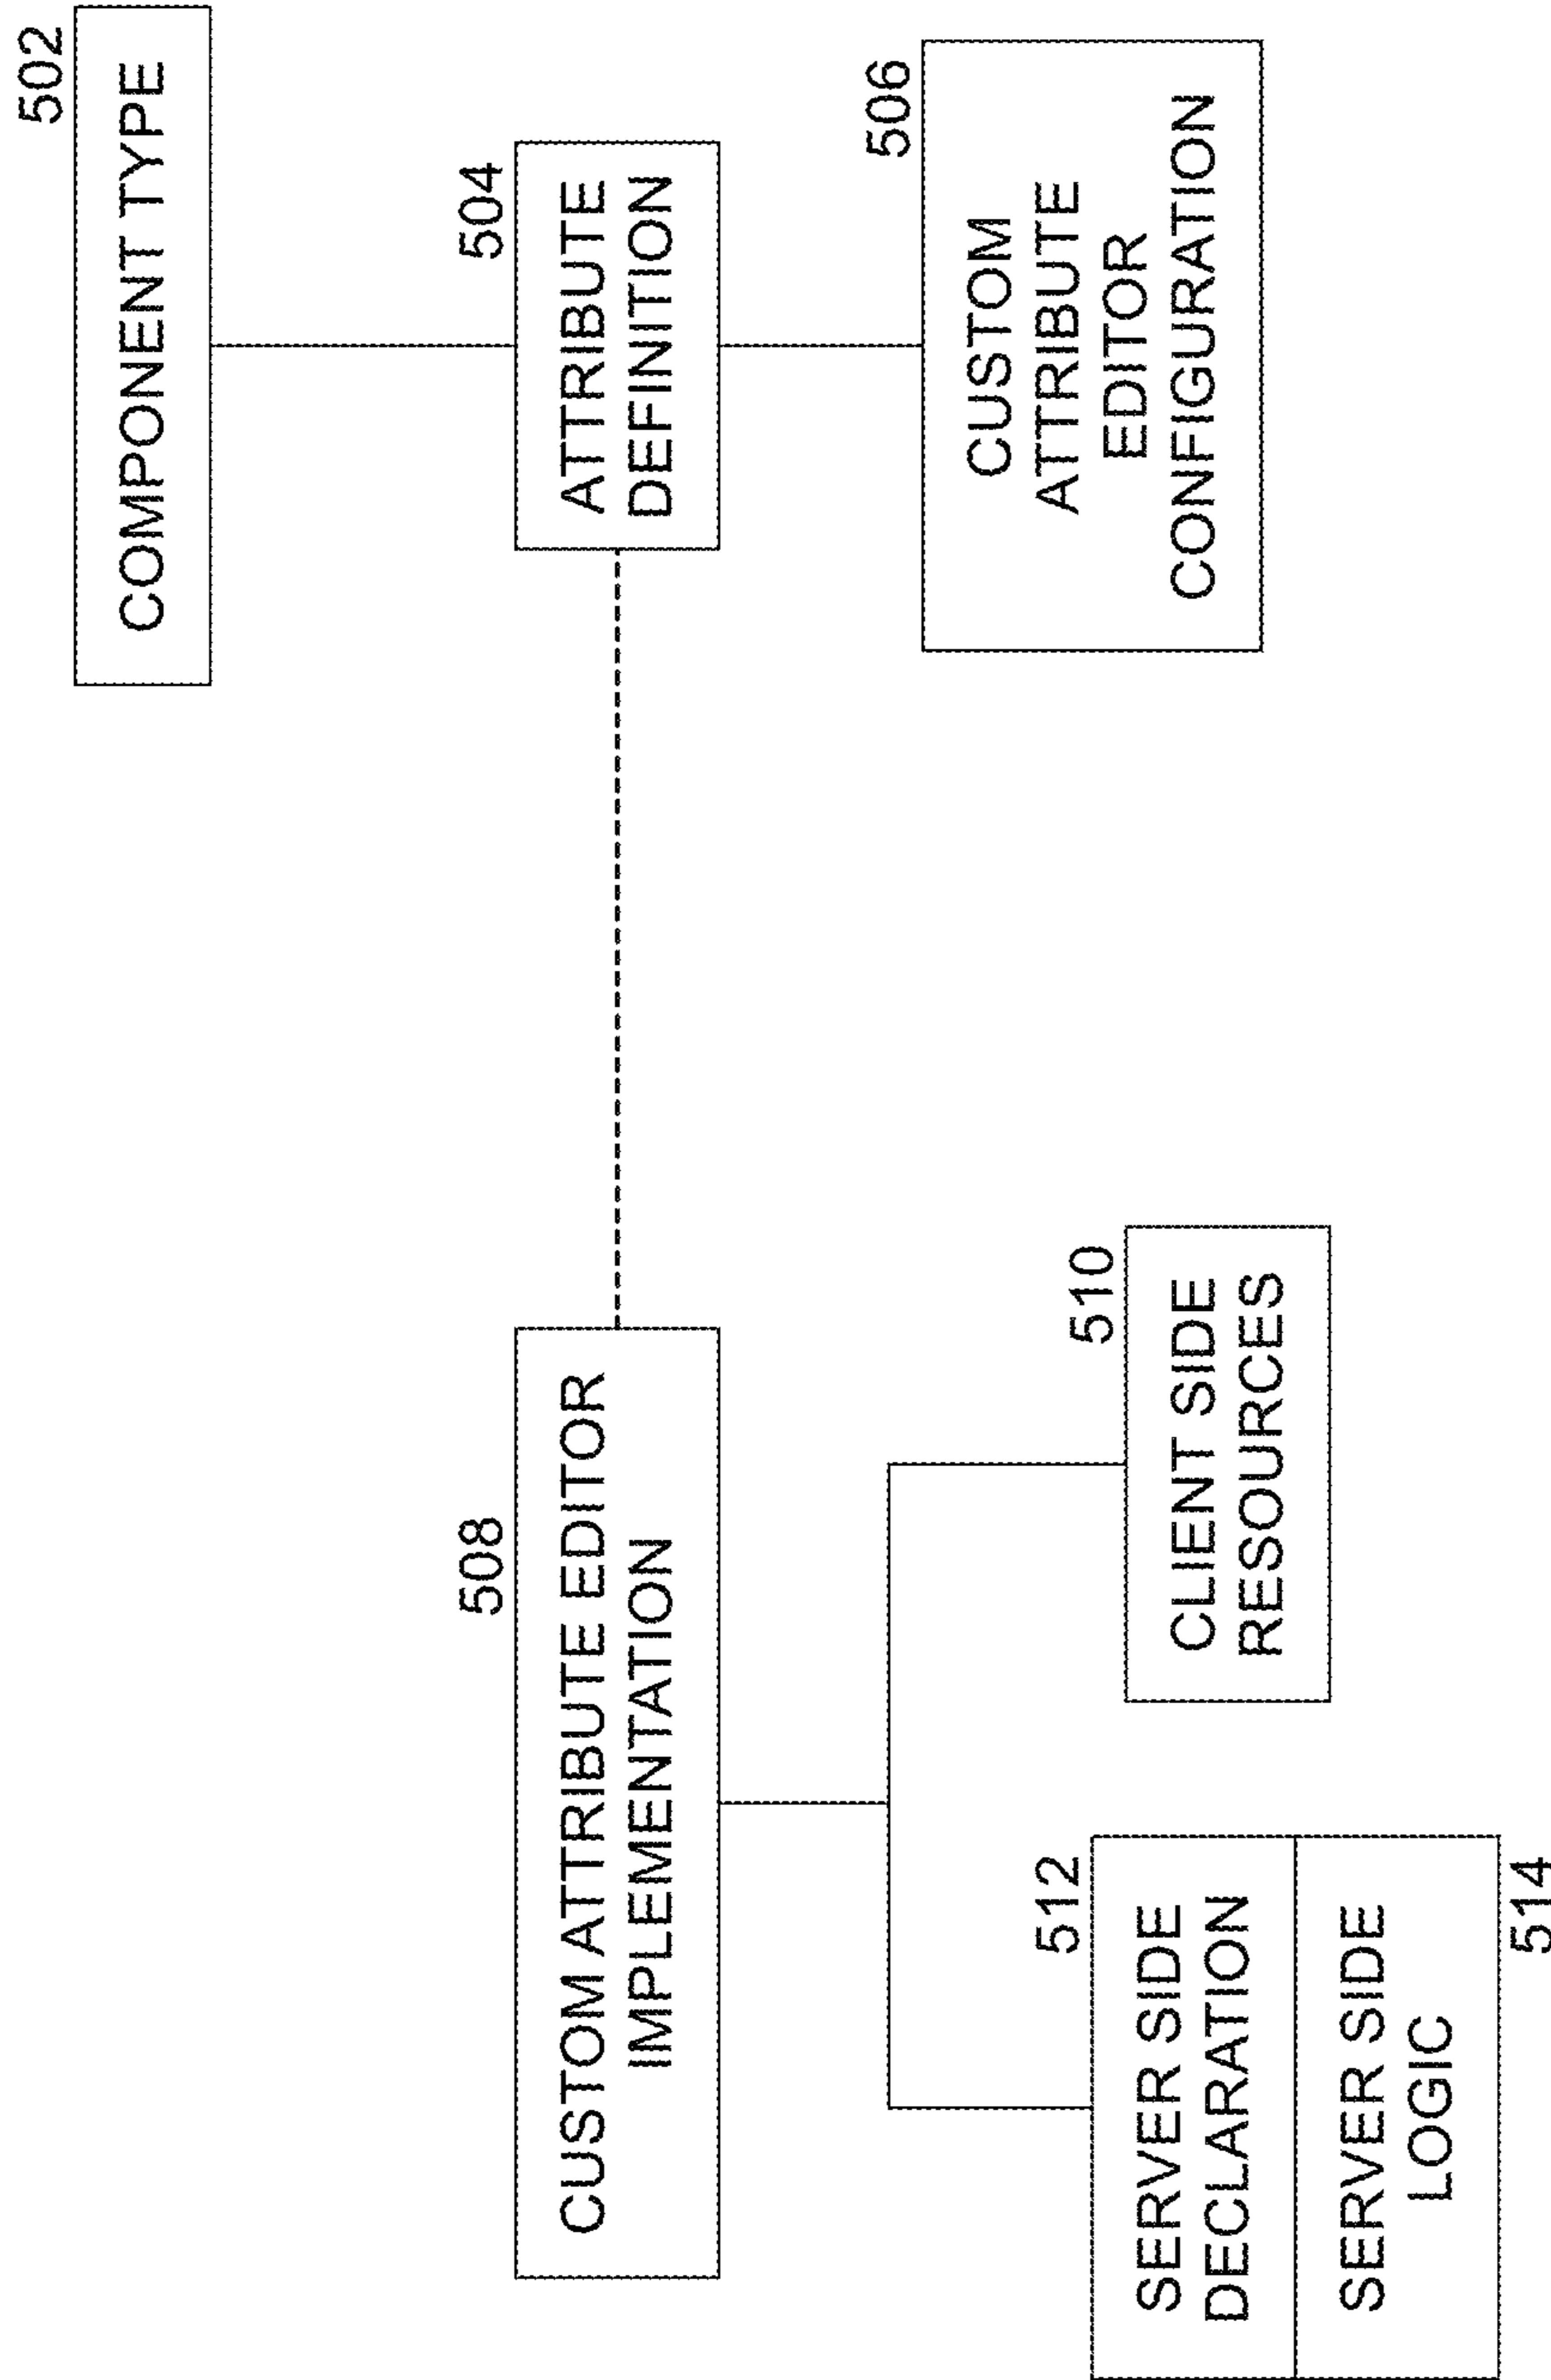 502
COMPONENT TYPE
504
ATTRIBUTE
DEFINITION
506
CUSTOM
ATTRIBUTE
EDITOR
CONFIGURATION
508
CUSTOM ATTRIBUTE EDITOR
IMPLEMENTATION
510
CLIENT SIDE
RESOURCES
512
SERVER SIDE
DECLARATION
SERVER SIDE
LOGIC
514